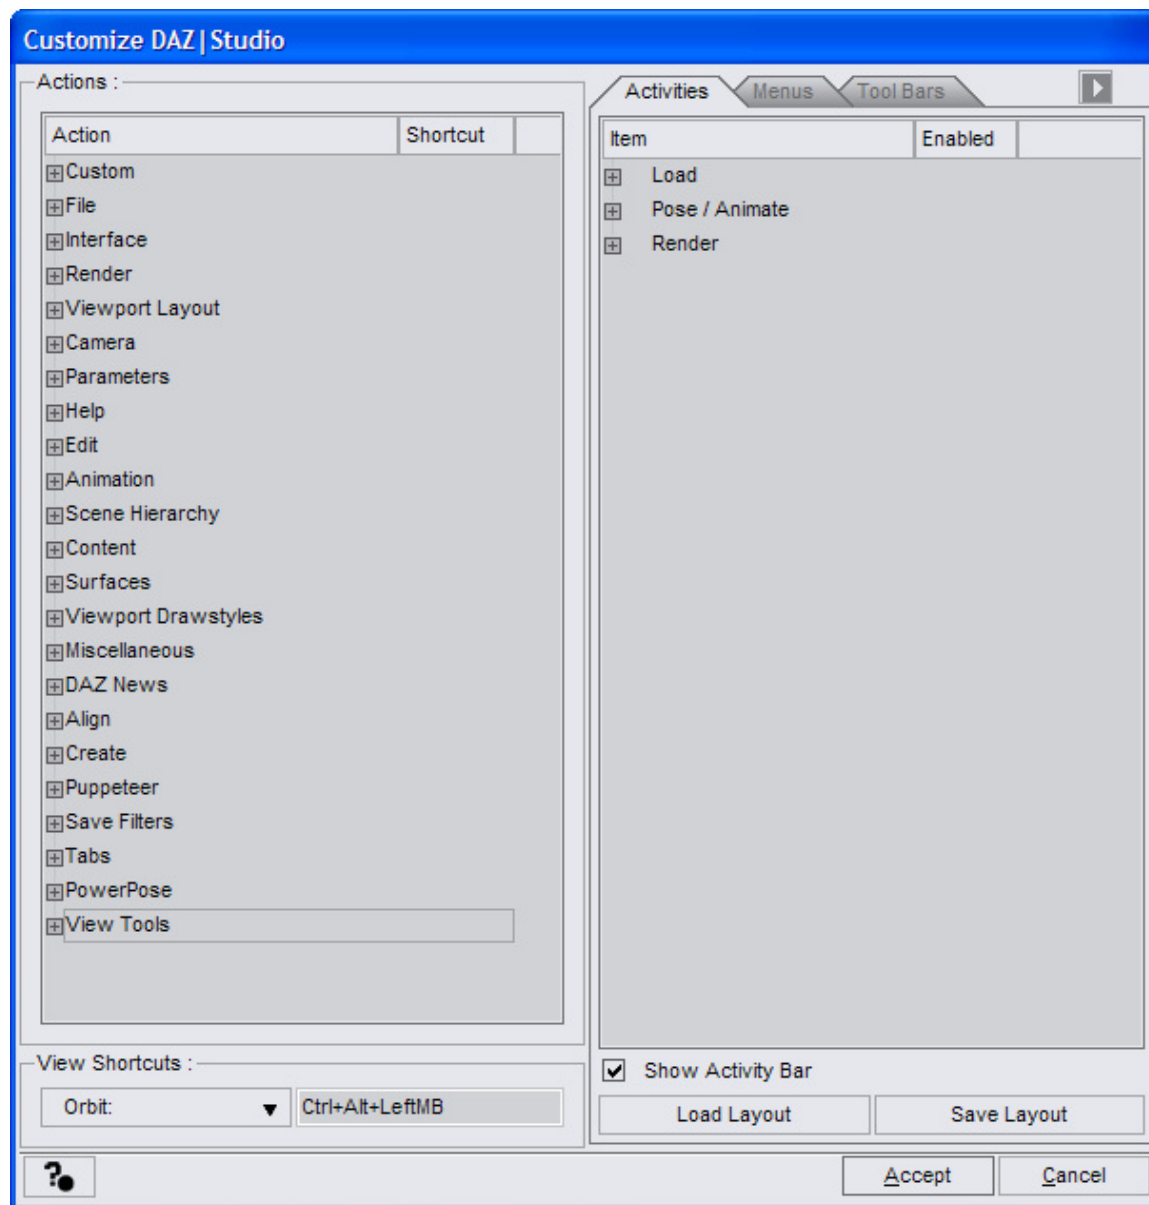 Customize DAZ|Studio
Actions :
Action Shortcut
Custom
File
Interface
Render
Viewport Layout
Camera
Parameters
Help
Edit
Animation
Scene Hierarchy
Content
Surfaces
Viewport Drawstyles
Miscellaneous
DAZ News
Align
Create
Puppeteer
Save Filters
Tabs
PowerPose
View Tools
View Shortcuts :
Orbit: Ctrl+Alt+LeftMB
Activities Menus Tool Bars
Item Enabled
Load
Pose / Animate
Render
Show Activity Bar
Load Layout Save Layout
?
Accept Cancel